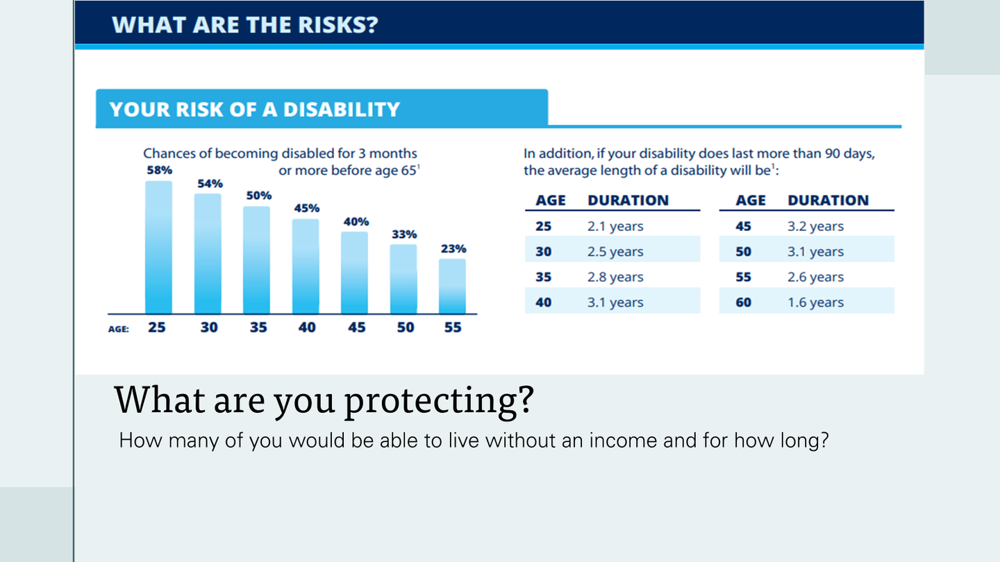 WHAT ARE THE RISKS?
YOUR RISK OF A DISABILITY
Chances of becoming disabled for 3 months
or more before age 65¹
58%
54%
50%
45%
40%
33%
23%
AGE: 25 30 35 40 45 50 55
In addition, if your disability does last more than 90 days,
the average length of a disability will be¹:
AGE DURATION AGE DURATION
25 2.1 years 45 3.2 years
30 2.5 years 50 3.1 years
35 2.8 years 55 2.6 years
40 3.1 years 60 1.6 years
What are you protecting?
How many of you would be able to live without an income and for how long?